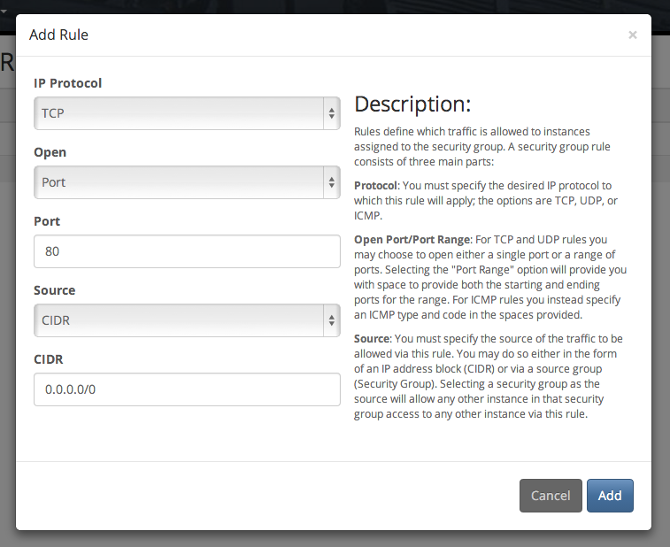 R
Add Rule
×
IP Protocol
TCP
Open
Port
Port
80
Source
CIDR
CIDR
0.0.0.0/0
Description:
Rules define which traffic is allowed to instances
assigned to the security group. A security group rule
consists of three main parts:
Protocol: You must specify the desired IP protocol to
which this rule will apply; the options are TCP, UDP, or
ICMP.
Open Port/Port Range: For TCP and UDP rules you
may choose to open either a single port or a range of
ports. Selecting the "Port Range" option will provide you
with space to provide both the starting and ending
ports for the range. For ICMP rules you instead specify
an ICMP type and code in the spaces provided.
Source: You must specify the source of the traffic to be
allowed via this rule. You may do so either in the form
of an IP address block (CIDR) or via a source group
(Security Group). Selecting a security group as the
source will allow any other instance in that security
group access to any other instance via this rule.
Cancel
Add